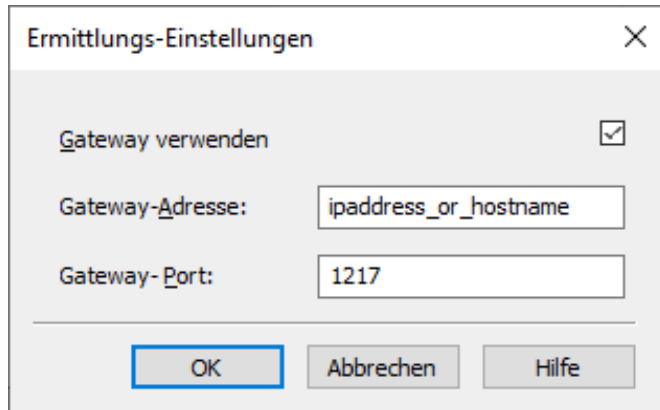 Ermittlungs-Einstellungen
Gateway verwenden
Gateway-Adresse: ipaddress_or_hostname
Gateway- Port: 1217
OK Abbrechen Hilfe